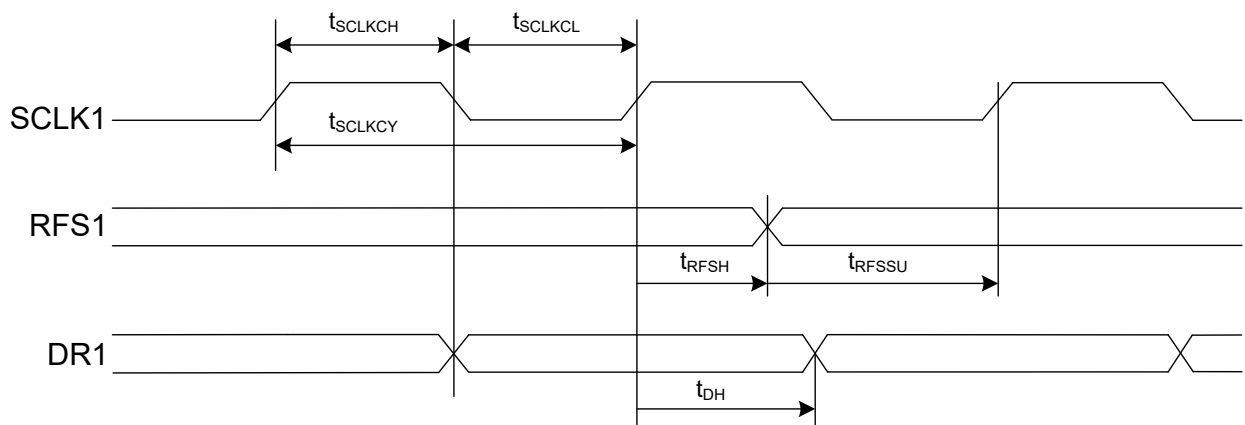 tSCLKCH tSCLKCL
SCLK1
tSCLKCY
RFS1
tRFSH tRFSSU
DR1
tDH